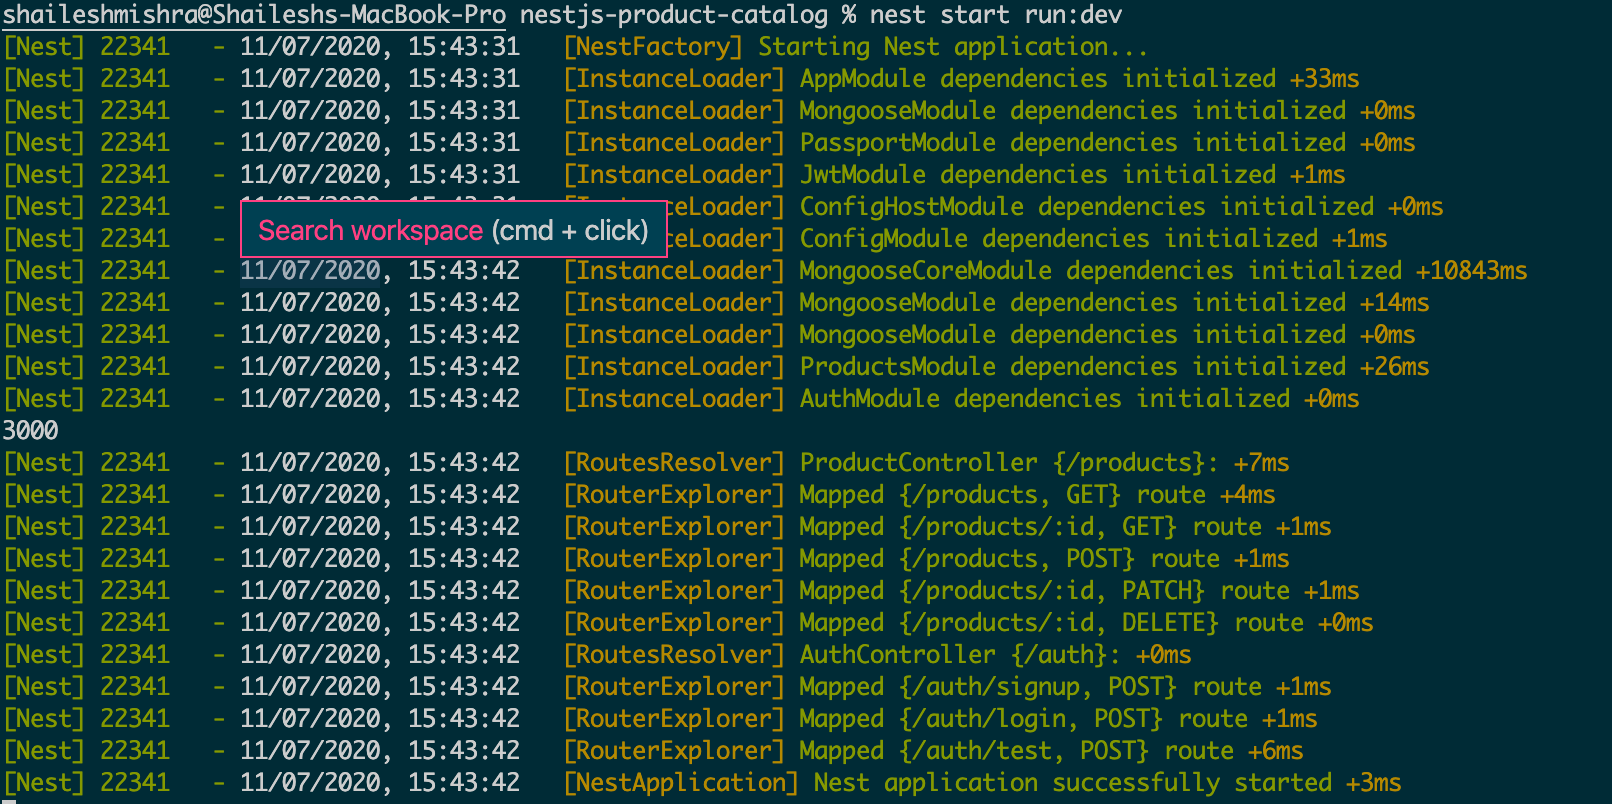 shaileshmishra@Shaileshs-MacBook-Pro nestjs-product-catalog % nest start run:dev
[Nest] 22341   - 11/07/2020, 15:43:31   [NestFactory] Starting Nest application...
[Nest] 22341   - 11/07/2020, 15:43:31   [InstanceLoader] AppModule dependencies initialized +33ms
[Nest] 22341   - 11/07/2020, 15:43:31   [InstanceLoader] MongooseModule dependencies initialized +0ms
[Nest] 22341   - 11/07/2020, 15:43:31   [InstanceLoader] PassportModule dependencies initialized +0ms
[Nest] 22341   - 11/07/2020, 15:43:31   [InstanceLoader] JwtModule dependencies initialized +1ms
[Nest] 22341   - 11/07/2020, 15:43:31   [InstanceLoader] ConfigHostModule dependencies initialized +0ms
Search workspace (cmd + click)
[Nest] 22341   - nceLoader] ConfigModule dependencies initialized +1ms
[Nest] 22341   - 11/07/2020, 15:43:42   [InstanceLoader] MongooseCoreModule dependencies initialized +10843ms
[Nest] 22341   - 11/07/2020, 15:43:42   [InstanceLoader] MongooseModule dependencies initialized +14ms
[Nest] 22341   - 11/07/2020, 15:43:42   [InstanceLoader] MongooseModule dependencies initialized +0ms
[Nest] 22341   - 11/07/2020, 15:43:42   [InstanceLoader] ProductsModule dependencies initialized +26ms
[Nest] 22341   - 11/07/2020, 15:43:42   [InstanceLoader] AuthModule dependencies initialized +0ms
3000
[Nest] 22341   - 11/07/2020, 15:43:42   [RoutesResolver] ProductController {/products}: +7ms
[Nest] 22341   - 11/07/2020, 15:43:42   [RouterExplorer] Mapped {/products, GET} route +4ms
[Nest] 22341   - 11/07/2020, 15:43:42   [RouterExplorer] Mapped {/products/:id, GET} route +1ms
[Nest] 22341   - 11/07/2020, 15:43:42   [RouterExplorer] Mapped {/products, POST} route +1ms
[Nest] 22341   - 11/07/2020, 15:43:42   [RouterExplorer] Mapped {/products/:id, PATCH} route +1ms
[Nest] 22341   - 11/07/2020, 15:43:42   [RouterExplorer] Mapped {/products/:id, DELETE} route +0ms
[Nest] 22341   - 11/07/2020, 15:43:42   [RoutesResolver] AuthController {/auth}: +0ms
[Nest] 22341   - 11/07/2020, 15:43:42   [RouterExplorer] Mapped {/auth/signup, POST} route +1ms
[Nest] 22341   - 11/07/2020, 15:43:42   [RouterExplorer] Mapped {/auth/login, POST} route +1ms
[Nest] 22341   - 11/07/2020, 15:43:42   [RouterExplorer] Mapped {/auth/test, POST} route +6ms
[Nest] 22341   - 11/07/2020, 15:43:42   [NestApplication] Nest application successfully started +3ms